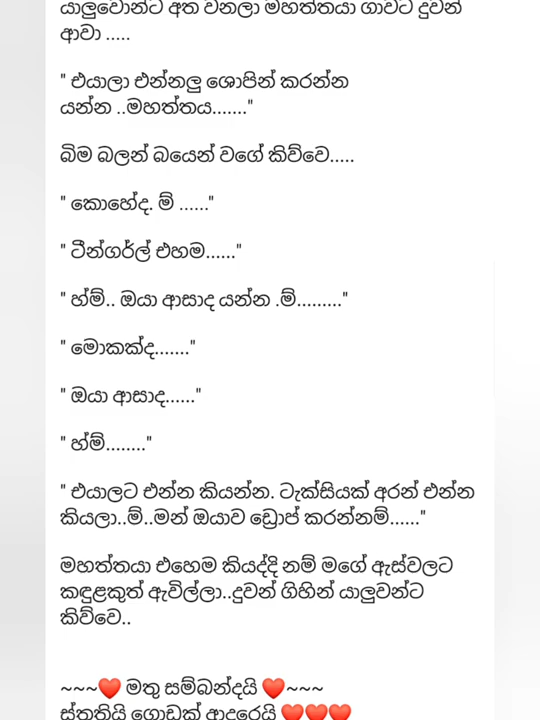 යාලුවොන්ට අත වනලා මහත්තයා ගාවට දුවන්
ආවා .....
" එයාලා එන්නලු ශොපින් කරන්න
යන්න ..මහත්තය......."
බිම බලන් බයෙන් වගේ කිව්වෙ.....
" කොහේද. ම් ......"
" ටීන්ගර්ල් එහම......"
" හ්ම්.. ඔයා ආසාද යන්න .ම්........."
" මොකක්ද......."
" ඔයා ආසාද......"
" හ්ම්........"
" එයාලට එන්න කියන්න. ටැක්සියක් අරන් එන්න
කියලා..ම්..මන් ඔයාව ඩ්‍රොප් කරන්නම්......"
මහත්තයා එහෙම කියද්දි නම් මගේ ඇස්වලට
කඳුළකුත් ඇවිල්ලා..දුවන් ගිහින් යාලුවන්ට
කිව්වෙ..
~~~❤️ මතු සම්බන්දයි ❤️~~~
ස්තූතියි ගොඩක් ආදරෙයි ❤️❤️❤️